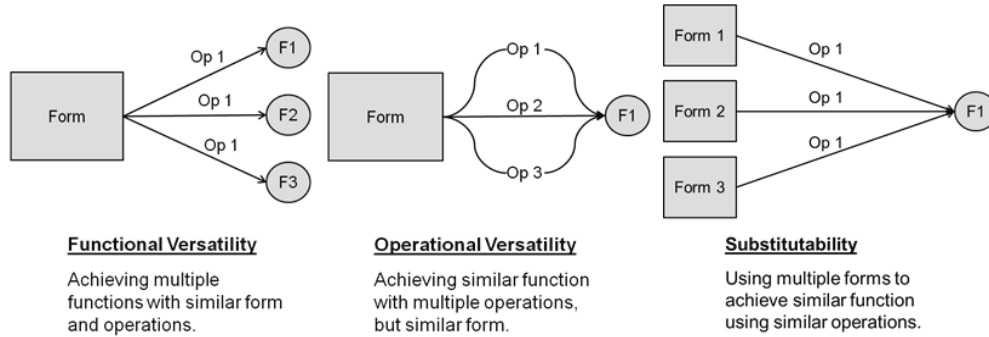 Form
Op 1
F1
Op 1
F2
Op 1
F3
Functional Versatility
Achieving multiple
functions with similar form
and operations.
Form
Op 1
Op 2
Op 3
F1
Operational Versatility
Achieving similar function
with multiple operations,
but similar form.
Form 1
Form 2
Form 3
Op 1
Op 1
Op 1
F1
Substitutability
Using multiple forms to
achieve similar function
using similar operations.